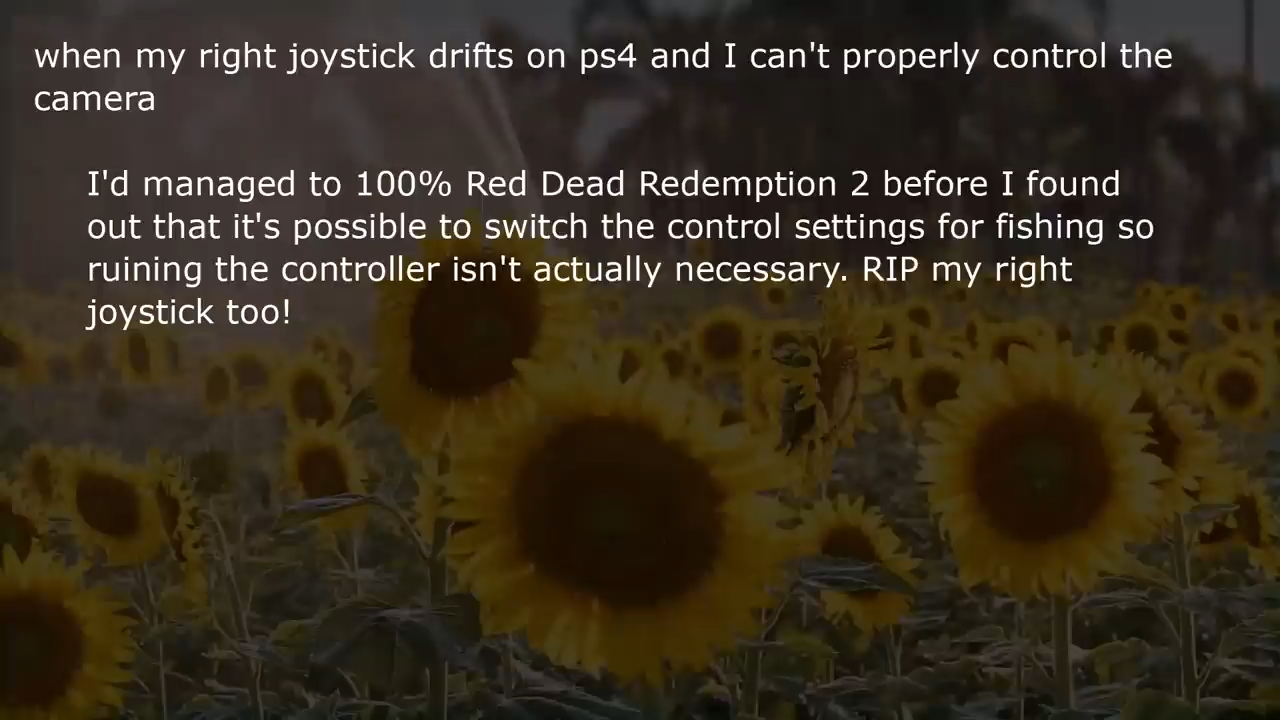 when my right joystick drifts on ps4 and I can't properly control the
camera
I'd managed to 100% Red Dead Redemption 2 before I found
out that it's possible to switch the control settings for fishing so
ruining the controller isn't actually necessary. RIP my right
joystick too!